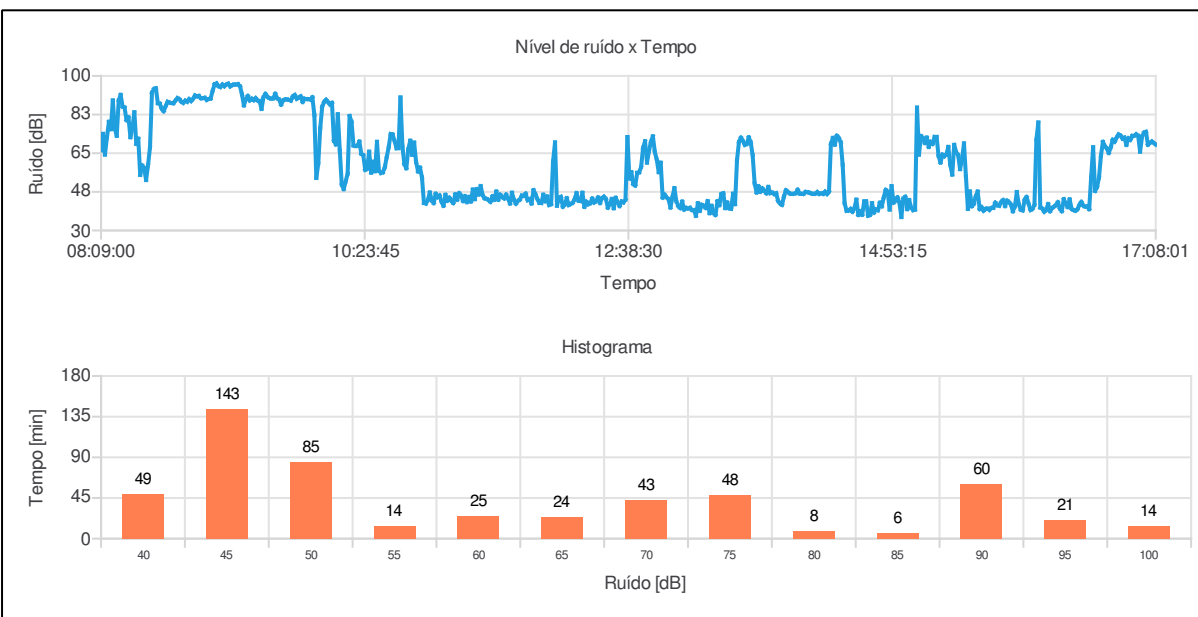 Nível de ruído x Tempo
Ruído [dB]
100
83
65
48
30
08:09:00 10:23:45 12:38:30 14:53:15 17:08:01
Tempo
Histograma
Tempo [min]
180
135
90
45
0
49 143 85 14 25 24 43 48 8 6 60 21 14
40 45 50 55 60 65 70 75 80 85 90 95 100
Ruído [dB]